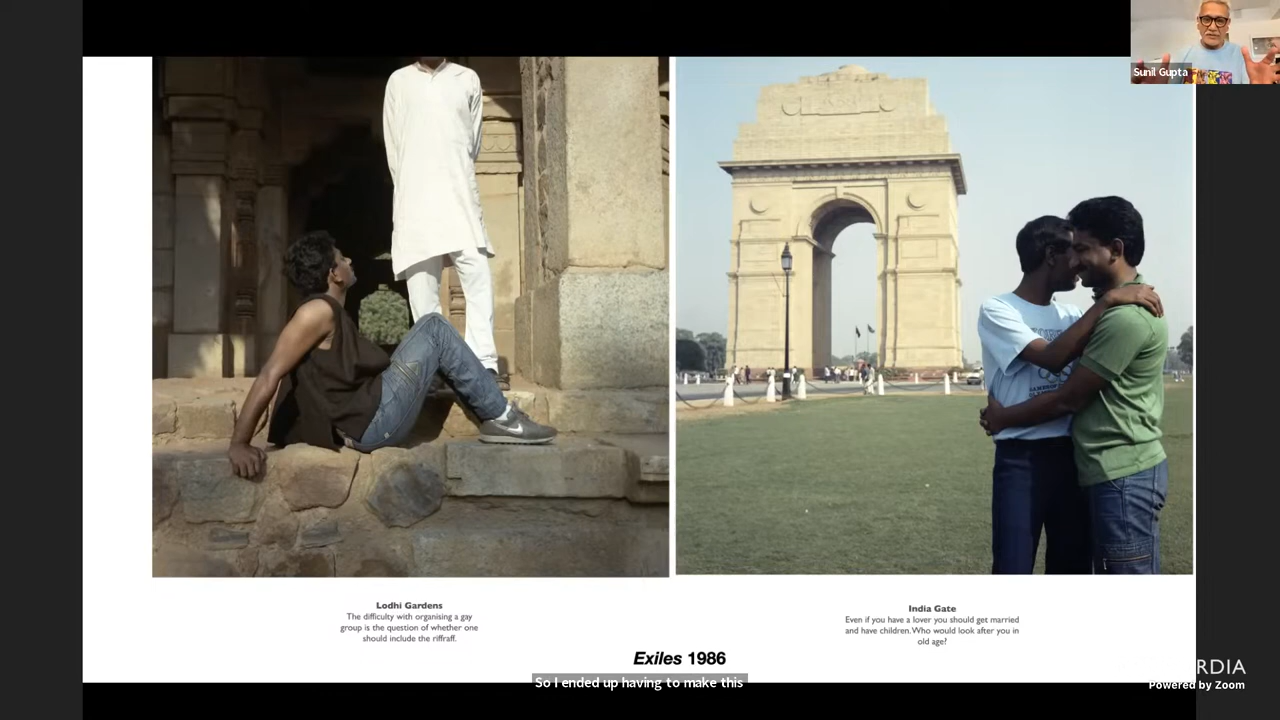 Sunil Gupta
Lodhi Gardens
The difficulty with organising a gay
group is the question of whether one
should include the riffraff.
India Gate
Even if you have a lover you should get married
and have children. Who would look after you in
old age?
Exiles 1986
So I ended up having to make this
RDIA
Powered by Zoom